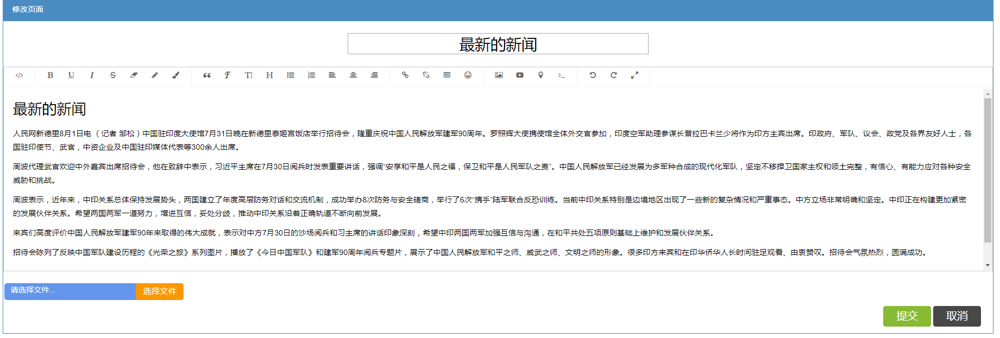 修改页面
最新的新闻
最新的新闻
人民网新德里8月1日电 （记者 邹松）中国驻印度大使馆7月31日晚在新德里泰姬宫饭店举行招待会，隆重庆祝中国人民解放军建军90周年。罗照辉大使携使馆全体外交官参加，印度空军助理参谋长普拉巴卡兰少将作为印方主宾出席。印政府、军队、议会、政党及各界友好人士，各
国驻印使节、武官，中资企业及中国驻印媒体代表等300余人出席。
周波代理武官欢迎中外嘉宾出席招待会，他在致辞中表示，习近平主席在7月30日阅兵时发表重要讲话，强调“安享和平是人民之福，保卫和平是人民军队之责”。中国人民解放军已经发展为多军种合成的现代化军队，坚定不移捍卫国家主权和领土完整，有信心、有能力应对各种安全
威胁和挑战。
周波表示，近年来，中印关系总体保持发展势头，两国建立了年度高层防务对话和交流机制，成功举办8次防务与安全磋商，举行了6次“携手”陆军联合反恐训练。当前中印关系特别是边境地区出现了一些新的复杂情况和严重事态。中方立场非常明确和坚定。中印正在构建更加紧密
的发展伙伴关系。希望两国两军一道努力，增进互信，妥处分歧，推动中印关系沿着正确轨道不断向前发展。
来宾们高度评价中国人民解放军建军90年来取得的伟大成就，表示对中方7月30日的沙场阅兵和习主席的讲话印象深刻，希望中印两国两军加强互信与沟通，在和平共处五项原则基础上维护和发展伙伴关系。
招待会陈列了反映中国军队建设历程的《光荣之旅》系列图片，播放了《今日中国军队》和建军90周年阅兵专题片，展示了中国人民解放军和平之师、威武之师、文明之师的形象。很多印方来宾和在印华侨华人长时间驻足观看、由衷赞叹。招待会气氛热烈，圆满成功。
请选择文件...
选择文件
提交
取消